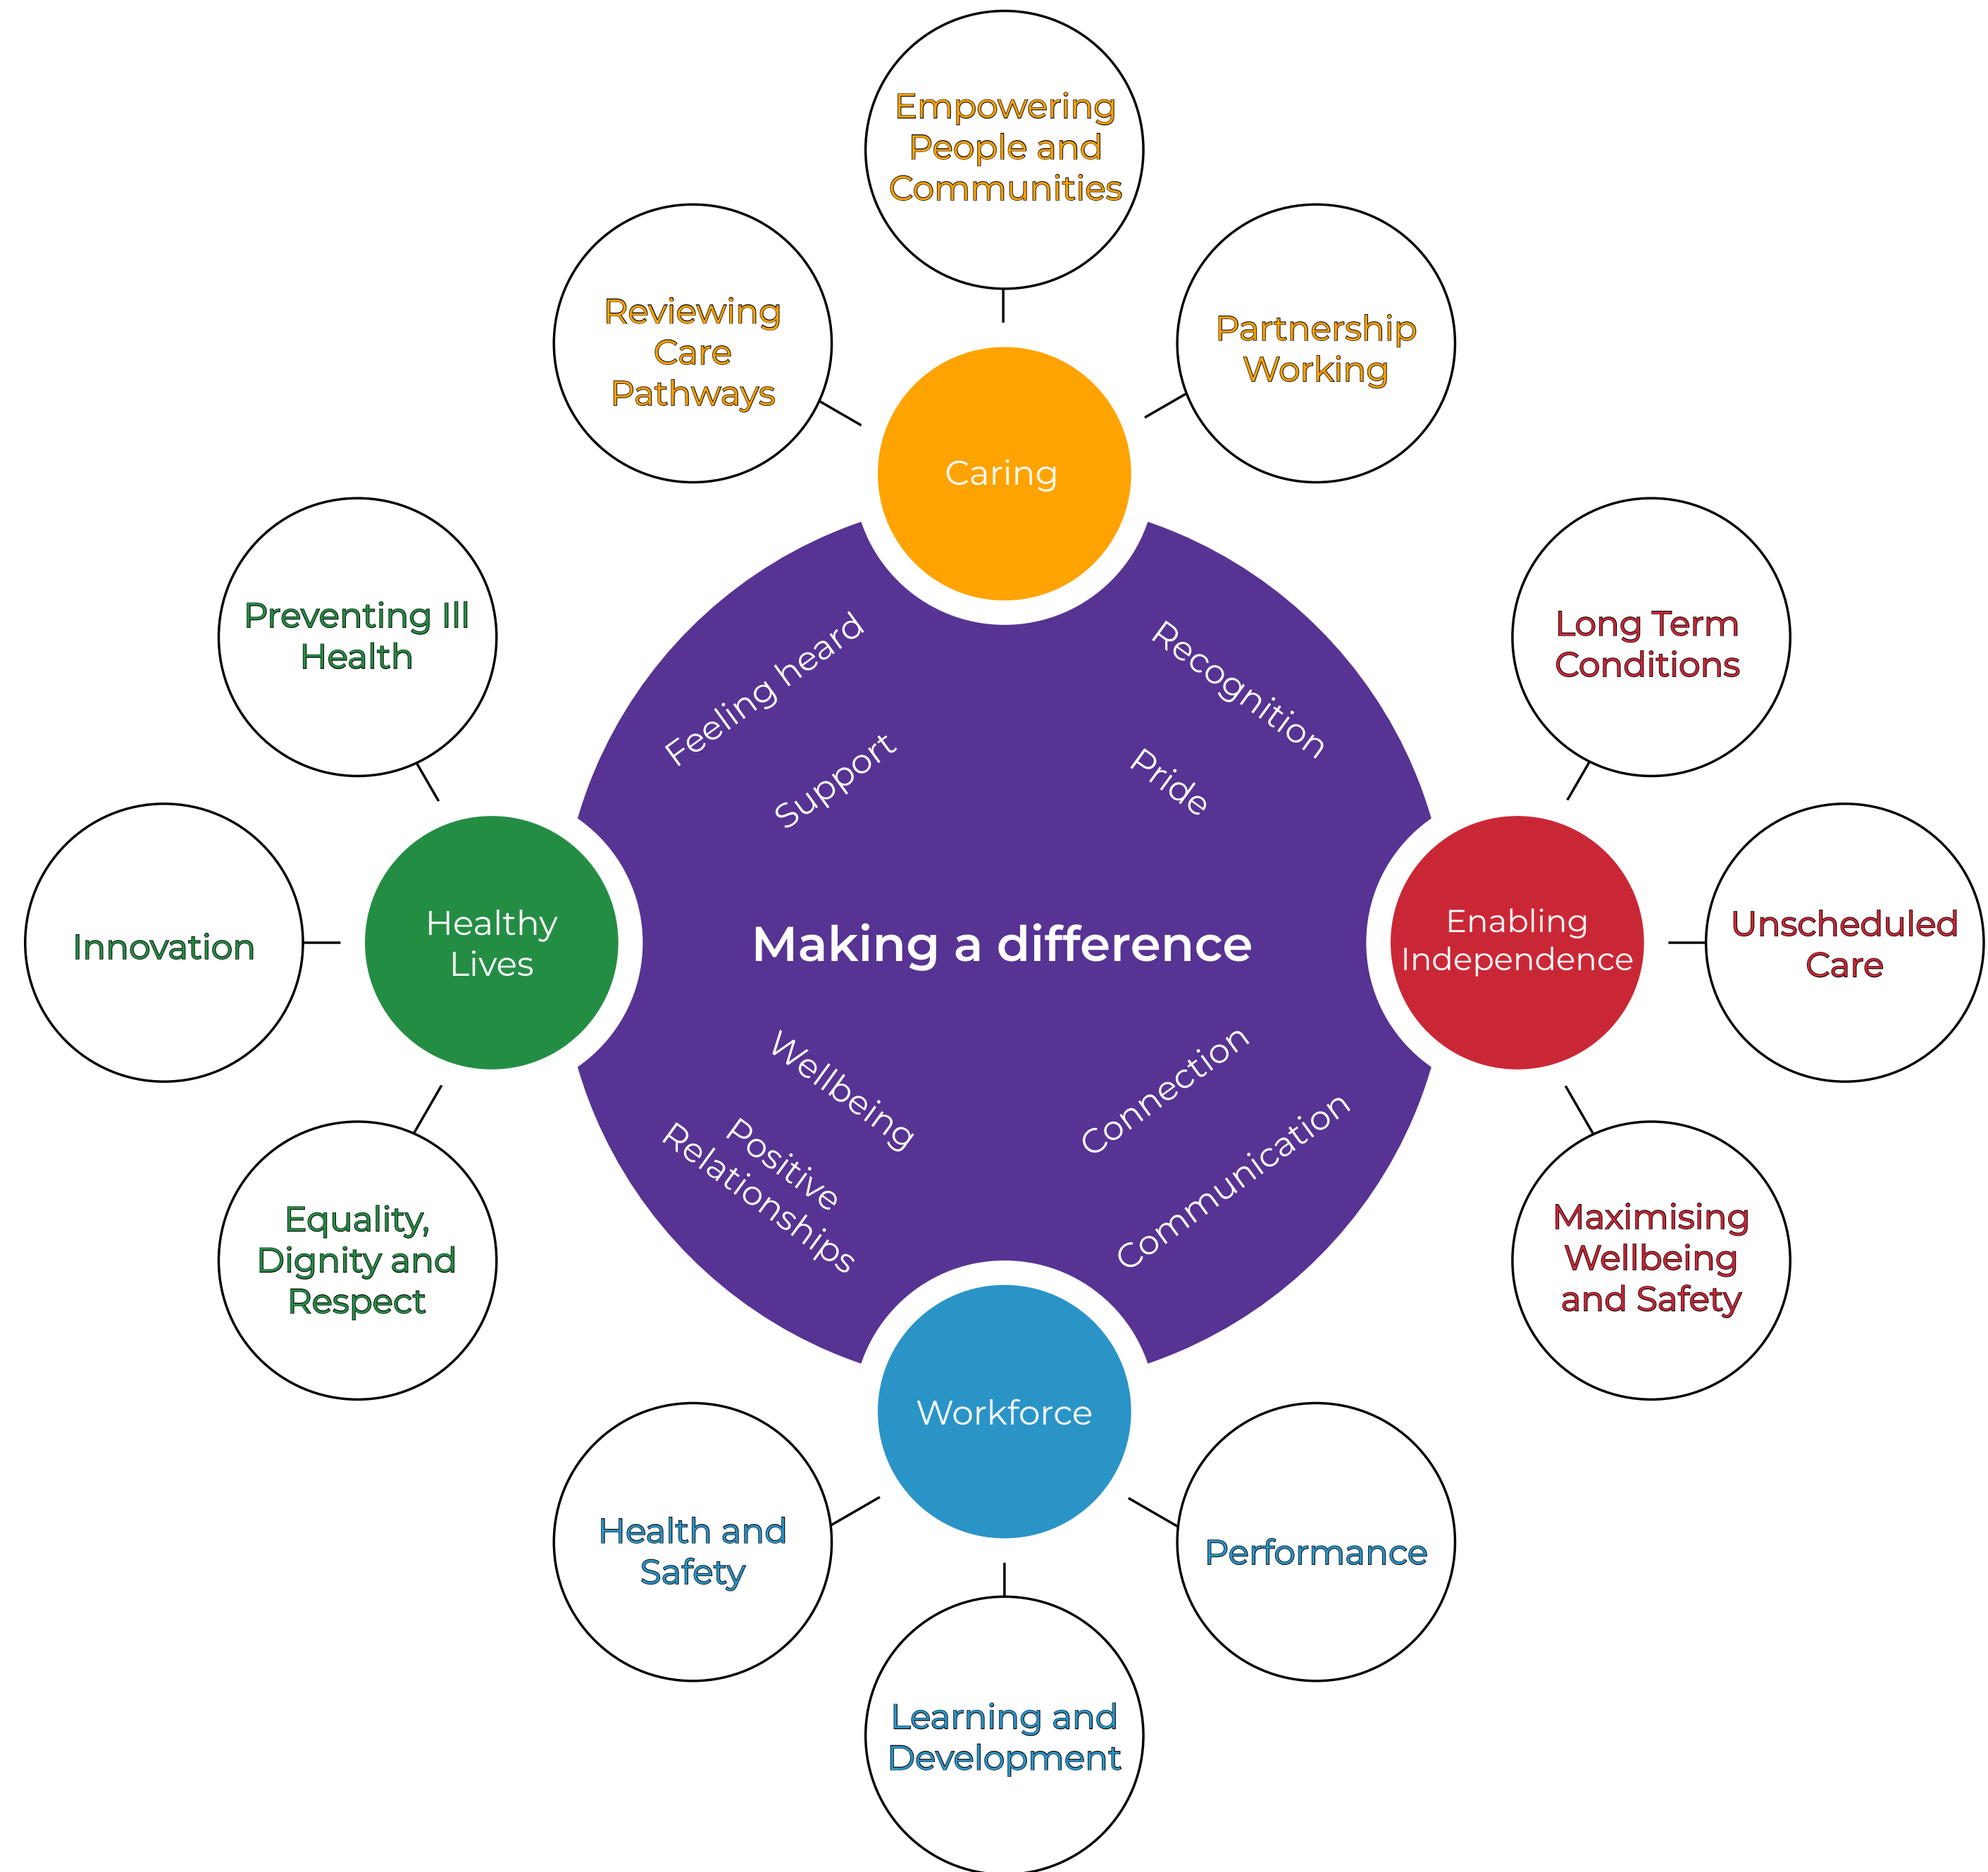 Empowering
People and
Communities
Reviewing
Care
Pathways
Partnership
Working
Caring
Preventing Ill
Health
Long Term
Conditions
Feeling heard
Support
Recognition
Pride
Innovation
Healthy
Lives
Making a difference
Enabling
Independence
Unscheduled
Care
Wellbeing
Positive
Relationships
Connection
Communication
Equality,
Dignity and
Respect
Maximising
Wellbeing
and Safety
Workforce
Health and
Safety
Performance
Learning and
Development